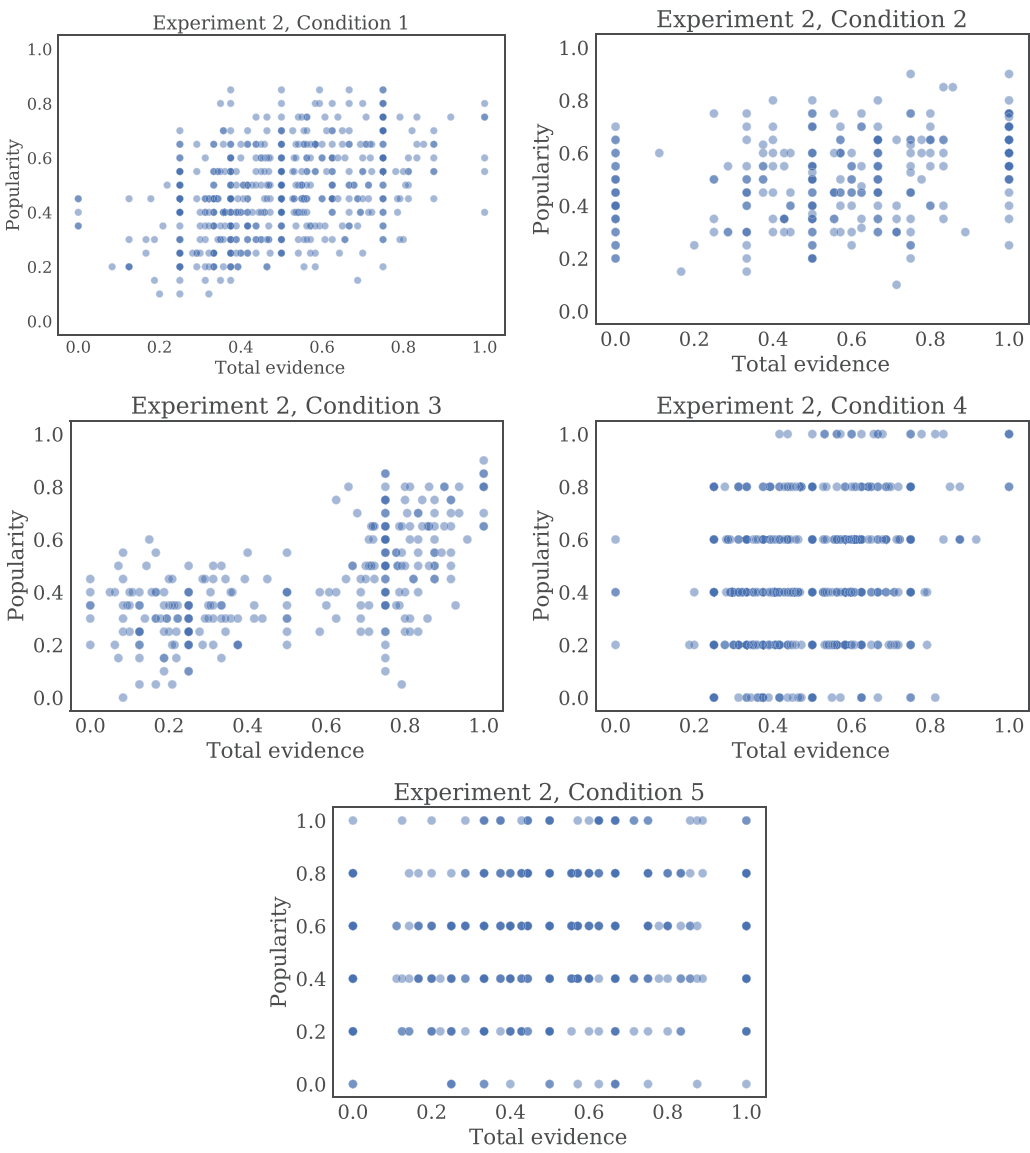 Experiment 2, Condition 1
1.0
0.8
0.6
0.4
0.2
0.0
Popularity
0.0 0.2 0.4 0.6 0.8 1.0
Total evidence
Experiment 2, Condition 2
1.0
0.8
0.6
0.4
0.2
0.0
Popularity
0.0 0.2 0.4 0.6 0.8 1.0
Total evidence
Experiment 2, Condition 3
1.0
0.8
0.6
0.4
0.2
0.0
Popularity
0.0 0.2 0.4 0.6 0.8 1.0
Total evidence
Experiment 2, Condition 4
1.0
0.8
0.6
0.4
0.2
0.0
Popularity
0.0 0.2 0.4 0.6 0.8 1.0
Total evidence
Experiment 2, Condition 5
1.0
0.8
0.6
0.4
0.2
0.0
Popularity
0.0 0.2 0.4 0.6 0.8 1.0
Total evidence